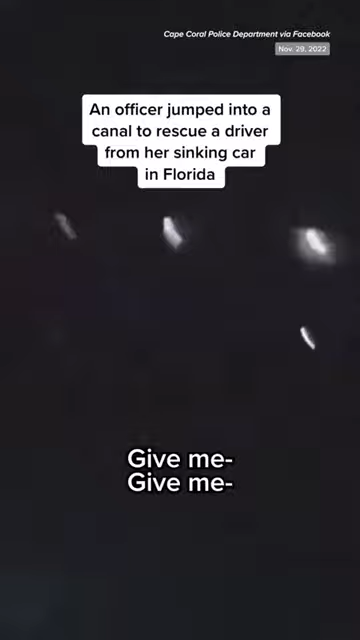 Cape Coral Police Department via Facebook
Nov. 29, 2022
An officer jumped into a
canal to rescue a driver
from her sinking car
in Florida
Give me-
Give me-